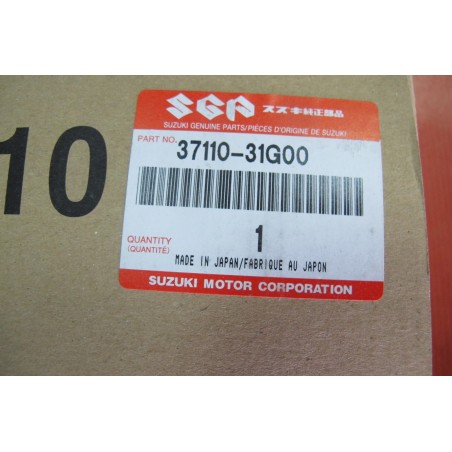 SGP スズキ純正部品
SUZUKI GENUINE PARTS/PIÈCES D'ORIGINE DE SUZUKI
PART NO. 37110-31G00
10
QUANTITY 1
(QUANTITÉ)
MADE IN JAPAN/FABRIQUE AU JAPON
SUZUKI MOTOR CORPORATION